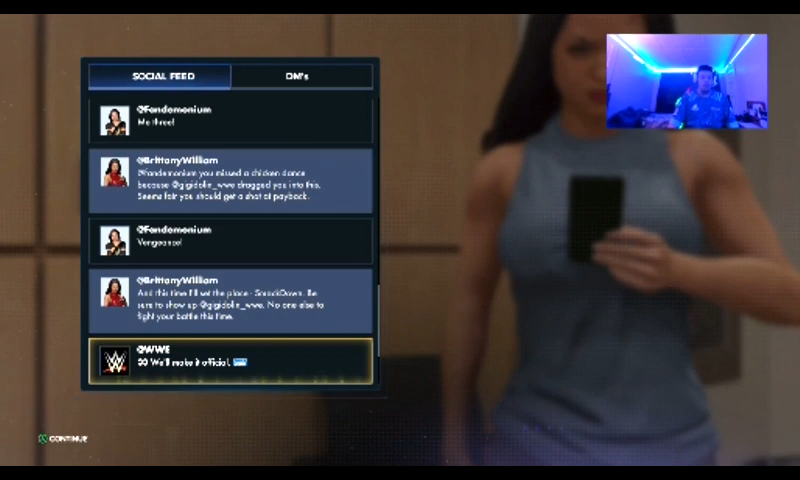 SOCIAL FEED
DM's
@Fandemonium
Me three!
@BrittanyWilliam
@Fandemonium you missed a chicken dance
because @gigidolin_wwe dragged you into this.
Seems fair you should get a shot at payback.
@Fandemonium
Vengeance!
@BrittanyWilliam
And this time I'll set the place - SmackDown. Be
sure to show up @gigidolin_wwe. No one else to
fight your battle this time.
@WWE
We'll make it official.
CONTINUE